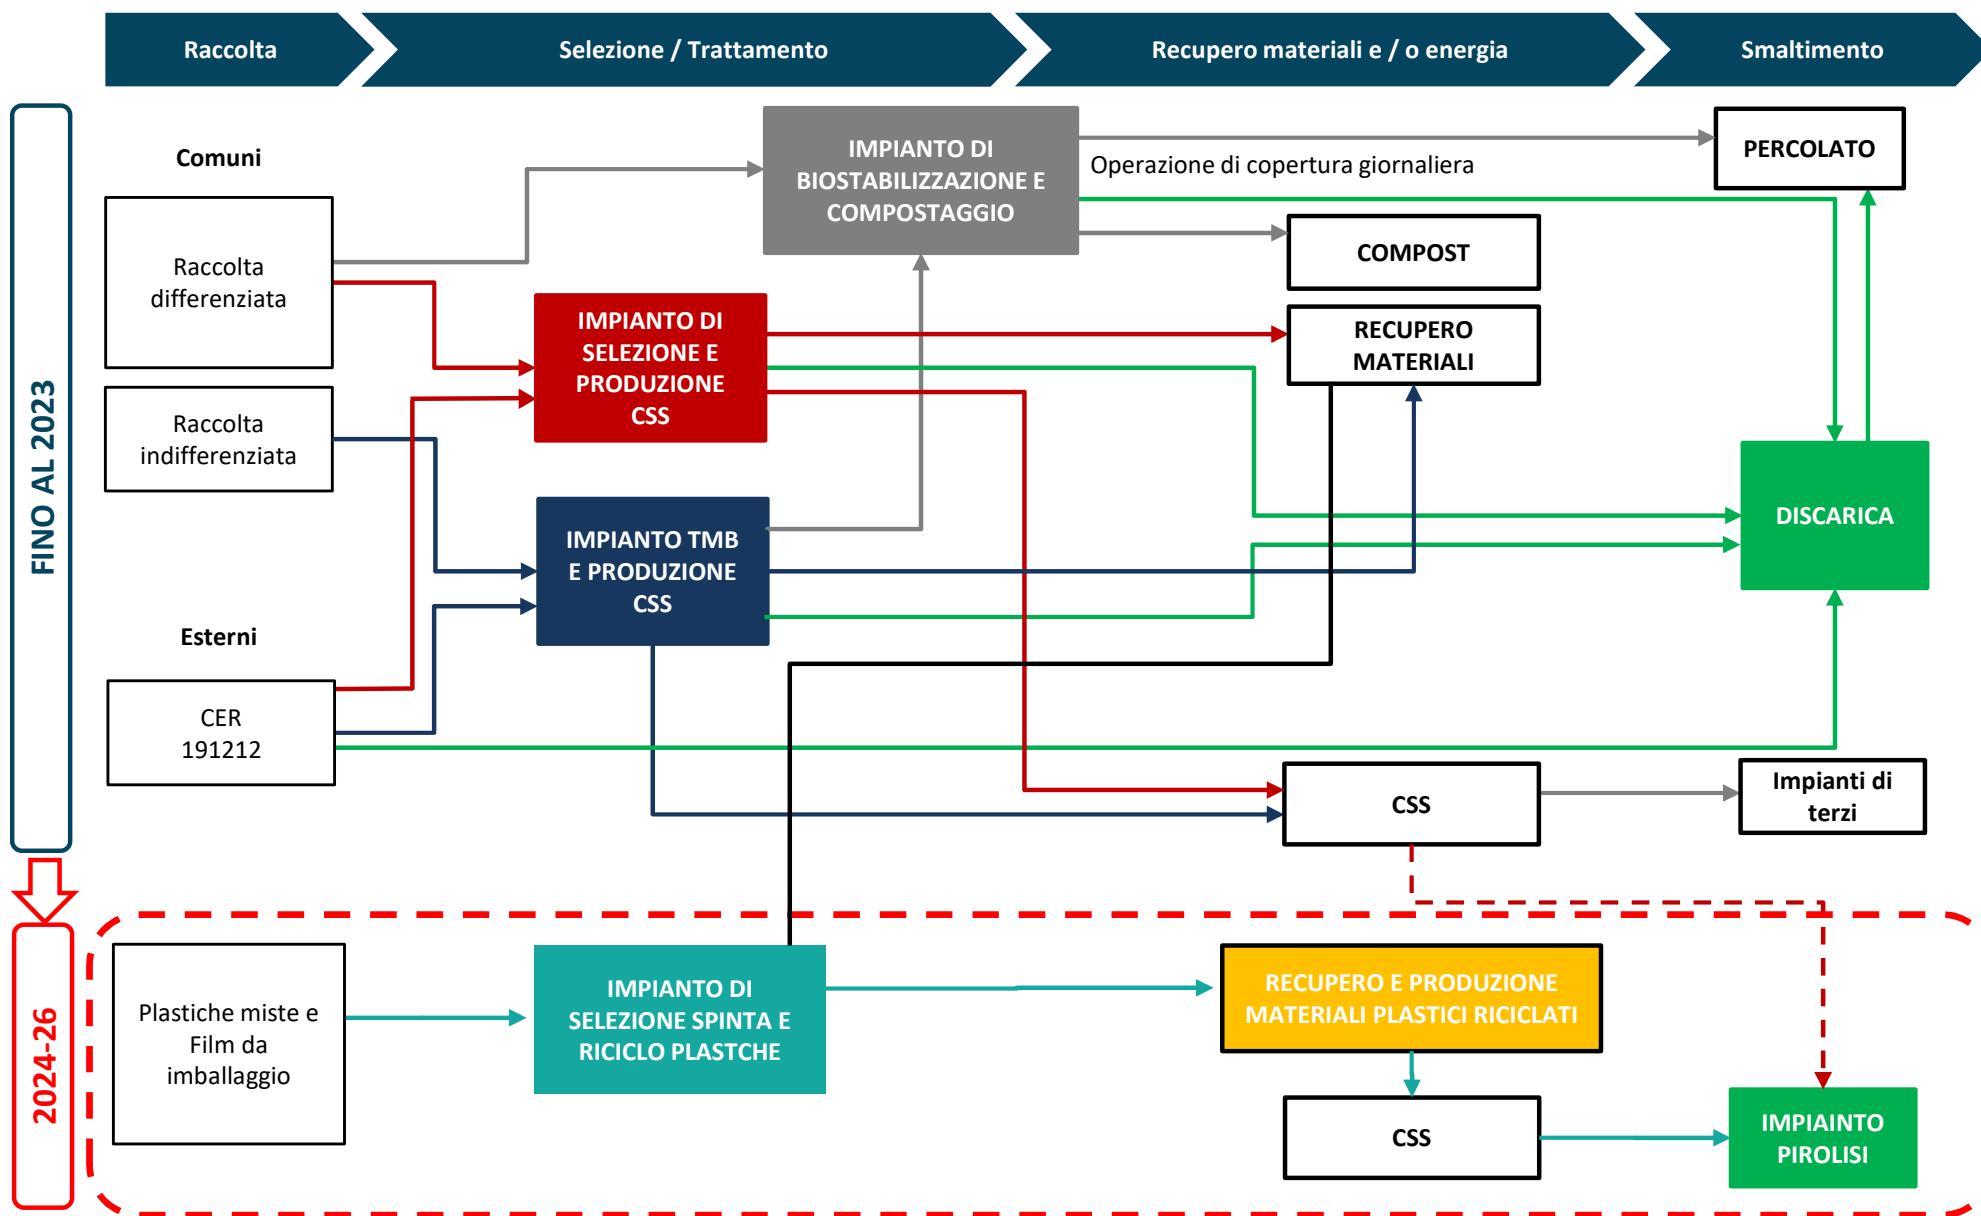 Raccolta
Selezione / Trattamento
Recupero materiali e / o energia
Smaltimento
FINO AL 2023
Comuni
Raccolta
differenziata
Raccolta
indifferenziata
Esterni
CER
191212
IMPIANTO DI
BIOSTABILIZZAZIONE E
COMPOSTAGGIO
IMPIANTO DI
SELEZIONE E
PRODUZIONE
CSS
IMPIANTO TMB
E PRODUZIONE
CSS
Operazione di copertura giornaliera
COMPOST
RECUPERO
MATERIALI
CSS
PERCOLATO
DISCARICA
Impianti di
terzi
2024-26
Plastiche miste e
Film da
imballaggio
IMPIANTO DI
SELEZIONE SPINTA E
RICICLO PLASTCHE
RECUPERO E PRODUZIONE
MATERIALI PLASTICI RICICLATI
CSS
IMPIAINTO
PIROLISI